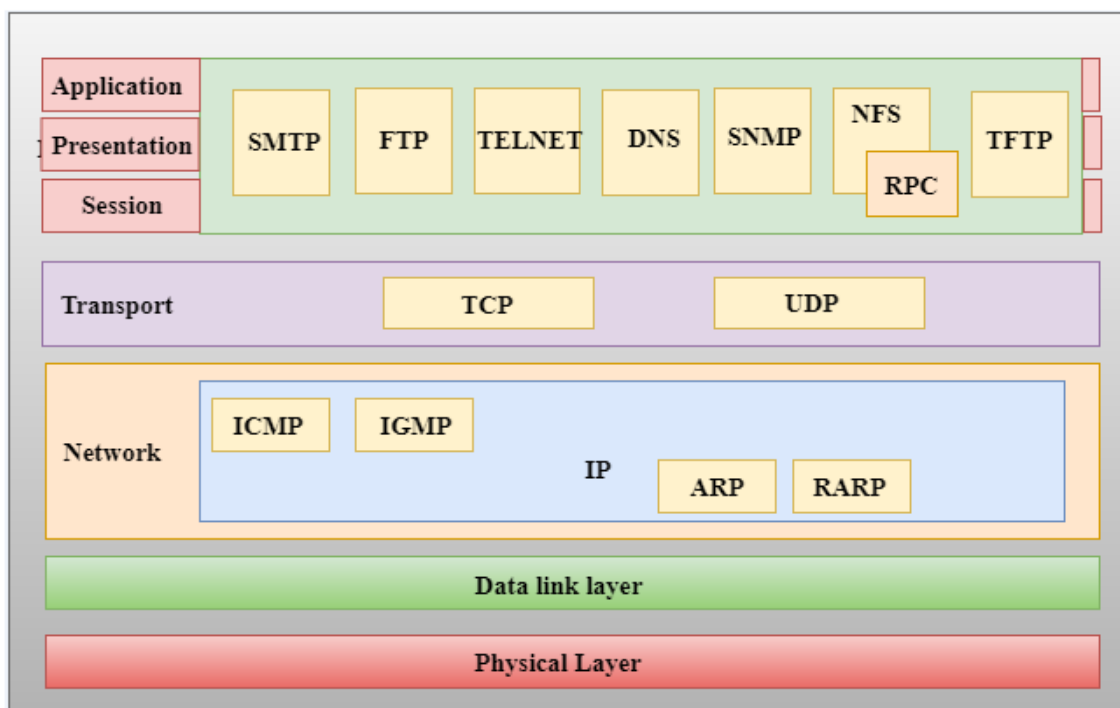 Application
Presentation
Session
SMTP FTP TELNET DNS SNMP NFS RPC TFTP
Transport TCP UDP
Network
ICMP IGMP
IP
ARP RARP
Data link layer
Physical Layer